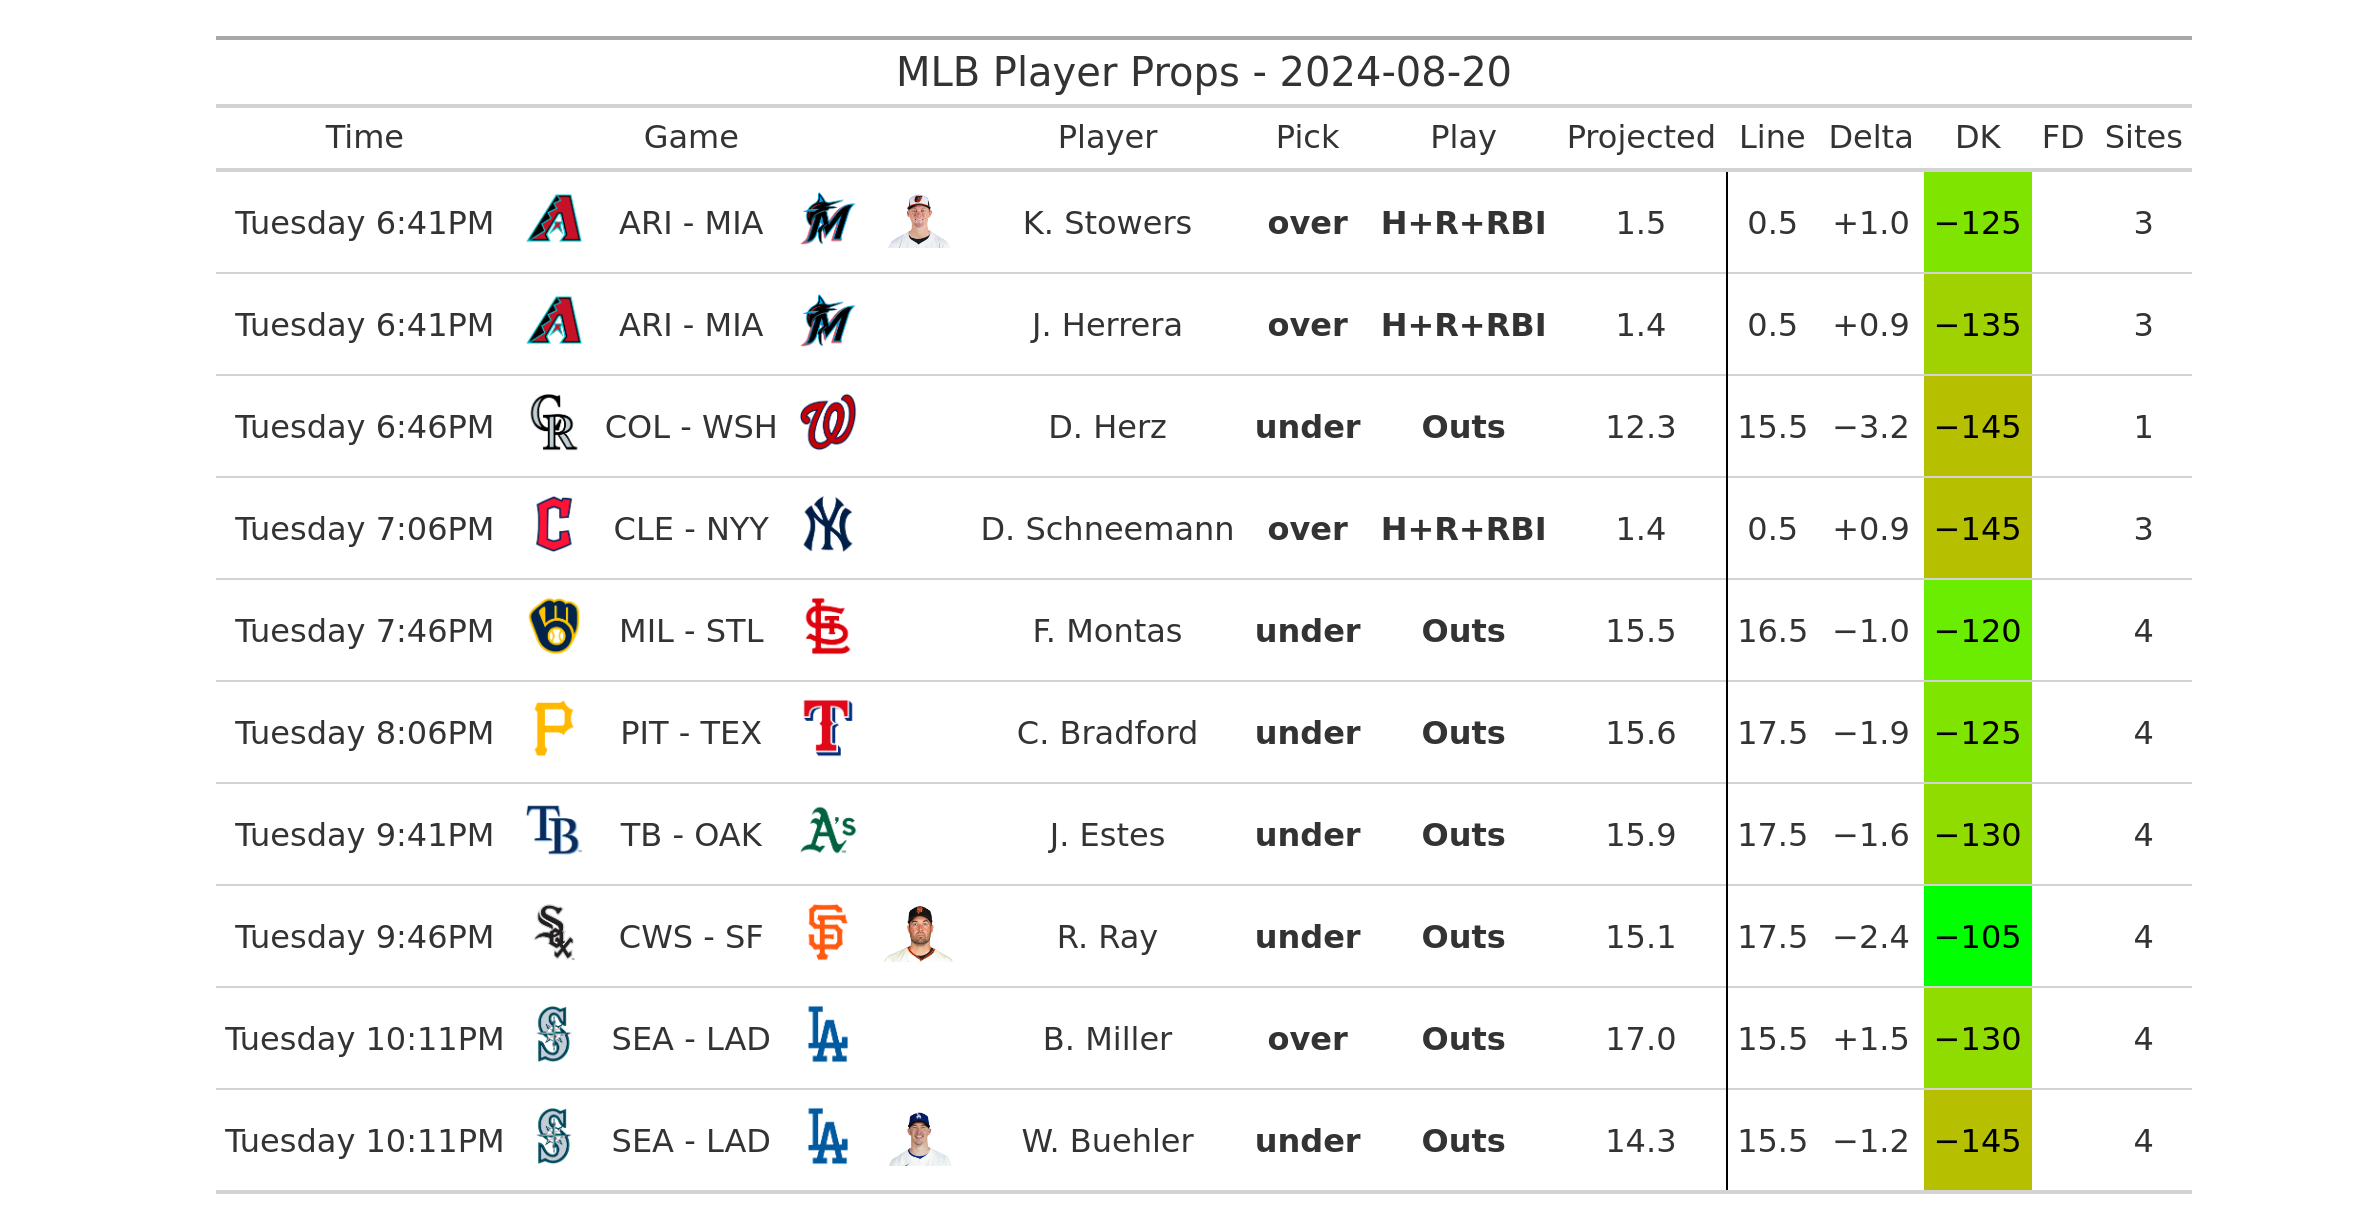 MLB Player Props - 2024-08-20
Time Game Player Pick Play Projected Line Delta DK FD Sites
Tuesday 6:41PM ARI - MIA K. Stowers over H+R+RBI 1.5 0.5 +1.0 −125 3
Tuesday 6:41PM ARI - MIA J. Herrera over H+R+RBI 1.4 0.5 +0.9 −135 3
Tuesday 6:46PM COL - WSH D. Herz under Outs 12.3 15.5 −3.2 −145 1
Tuesday 7:06PM CLE - NYY D. Schneemann over H+R+RBI 1.4 0.5 +0.9 −145 3
Tuesday 7:46PM MIL - STL F. Montas under Outs 15.5 16.5 −1.0 −120 4
Tuesday 8:06PM PIT - TEX C. Bradford under Outs 15.6 17.5 −1.9 −125 4
Tuesday 9:41PM TB - OAK J. Estes under Outs 15.9 17.5 −1.6 −130 4
Tuesday 9:46PM CWS - SF R. Ray under Outs 15.1 17.5 −2.4 −105 4
Tuesday 10:11PM SEA - LAD B. Miller over Outs 17.0 15.5 +1.5 −130 4
Tuesday 10:11PM SEA - LAD W. Buehler under Outs 14.3 15.5 −1.2 −145 4